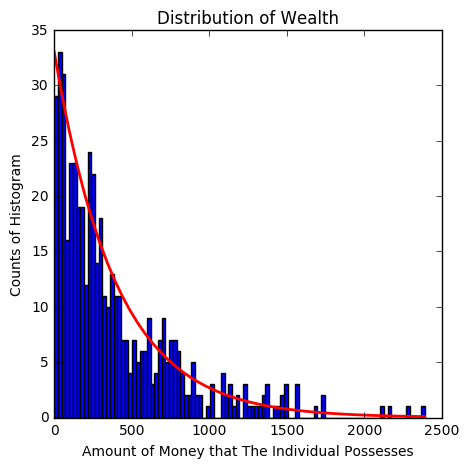 Distribution of Wealth
35
30
25
20
15
10
5
0
Counts of Histogram
0 500 1000 1500 2000 2500
Amount of Money that The Individual Possesses